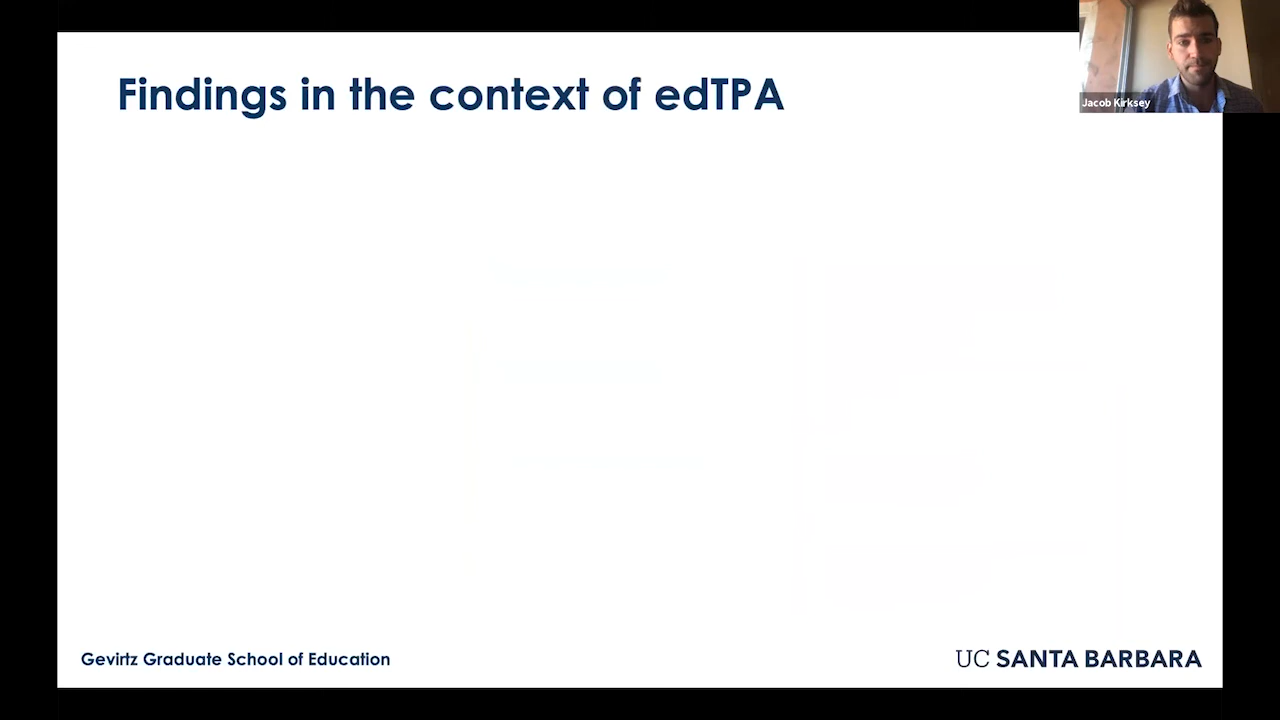 Findings in the context of edTPA
Jacob Kirksey
Gevirtz Graduate School of Education
UC SANTA BARBARA